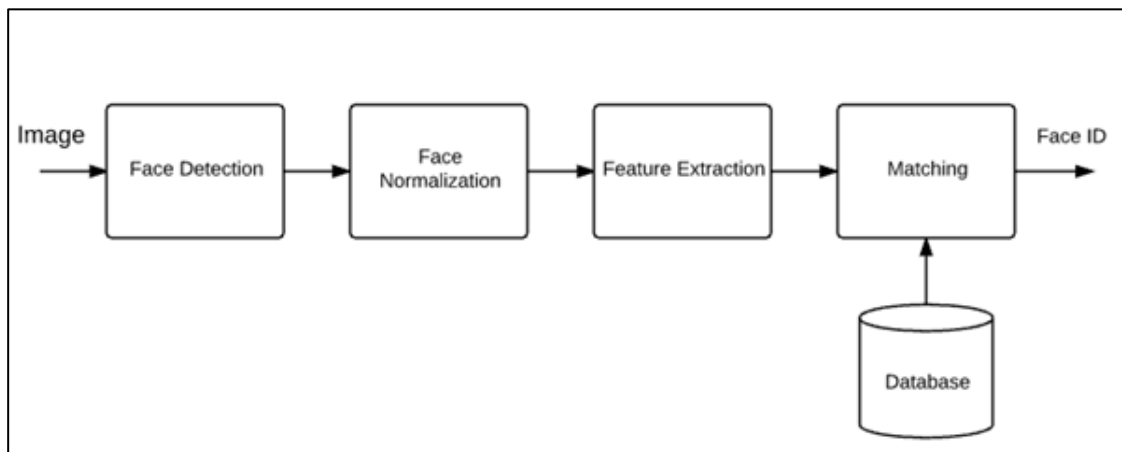 Image
Face Detection
Face
Normalization
Feature Extraction
Matching
Face ID
Database